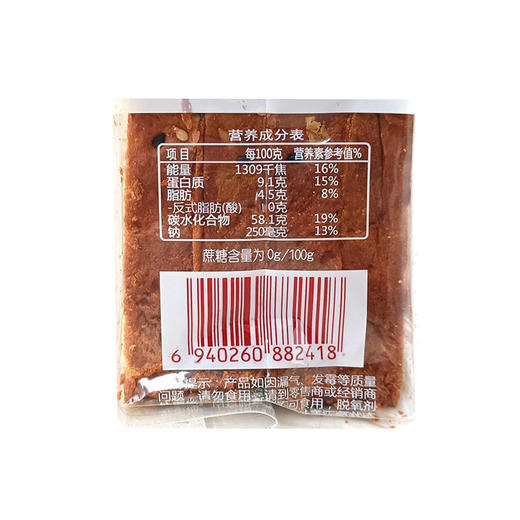 营养成分表
项目 每100克 营养素参考值%
能量 1309千焦 16%
蛋白质 9.1克 15%
脂肪 4.5克 8%
-反式脂肪(酸) 0克
碳水化合物 58.1克 19%
钠 250毫克 13%
蔗糖含量为0g/100g
6 940260 882418
提示：产品如因漏气、发霉等质量
问题，请勿食用，请到零售商或经销商
可食用，脱氧剂